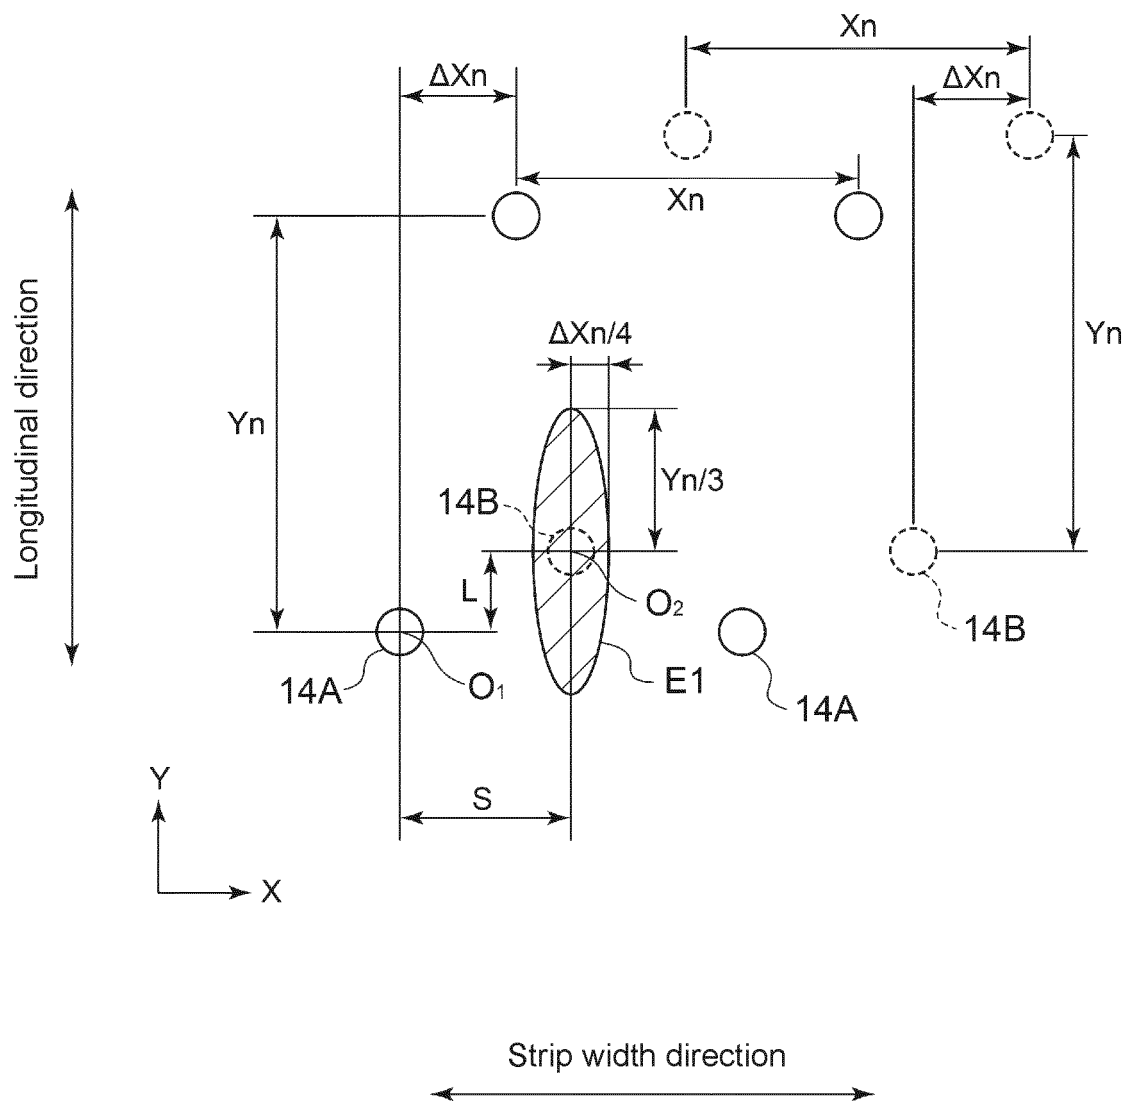 Xn
ΔXn
ΔXn
Xn
ΔXn/4
Yn
Longitudinal direction
Yn
Yn/3
14B
L
O₂
14B
14A
O₁
E1
14A
Y
S
X
Strip width direction